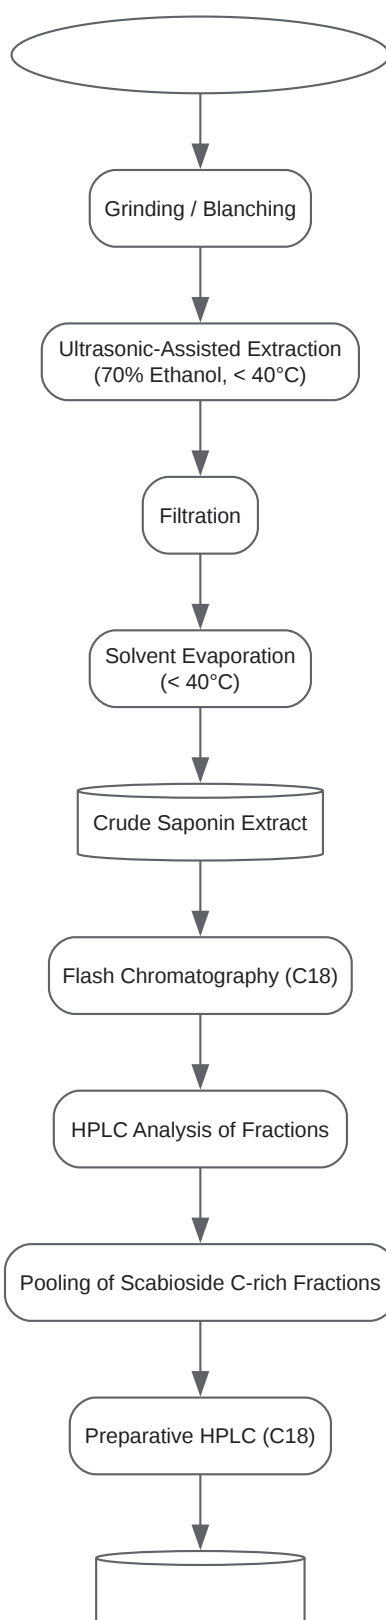 Grinding / Blanching
Ultrasonic-Assisted Extraction
(70% Ethanol, < 40°C)
Filtration
Solvent Evaporation
(< 40°C)
Crude Saponin Extract
Flash Chromatography (C18)
HPLC Analysis of Fractions
Pooling of Scabioside C-rich Fractions
Preparative HPLC (C18)